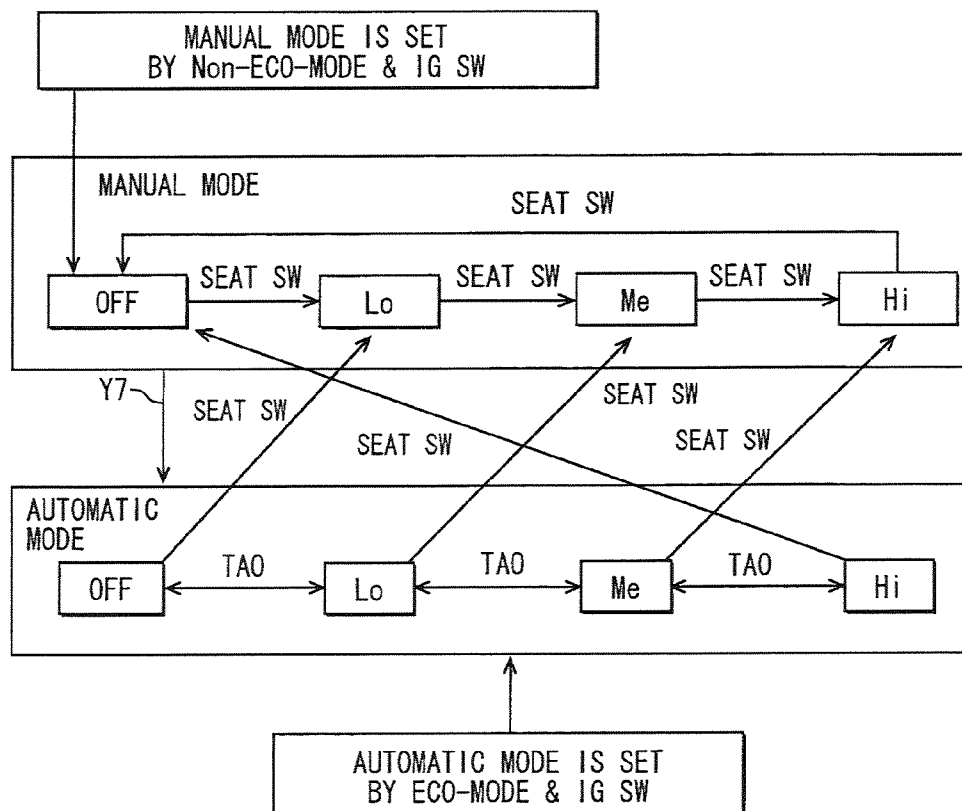 MANUAL MODE IS SET
BY Non-ECO-MODE & IG SW
MANUAL MODE
SEAT SW
SEAT SW
SEAT SW
SEAT SW
OFF
Lo
Me
Hi
Y7
SEAT SW
SEAT SW
SEAT SW
SEAT SW
AUTOMATIC
MODE
TAO
TAO
TAO
OFF
Lo
Me
Hi
AUTOMATIC MODE IS SET
BY ECO-MODE & IG SW